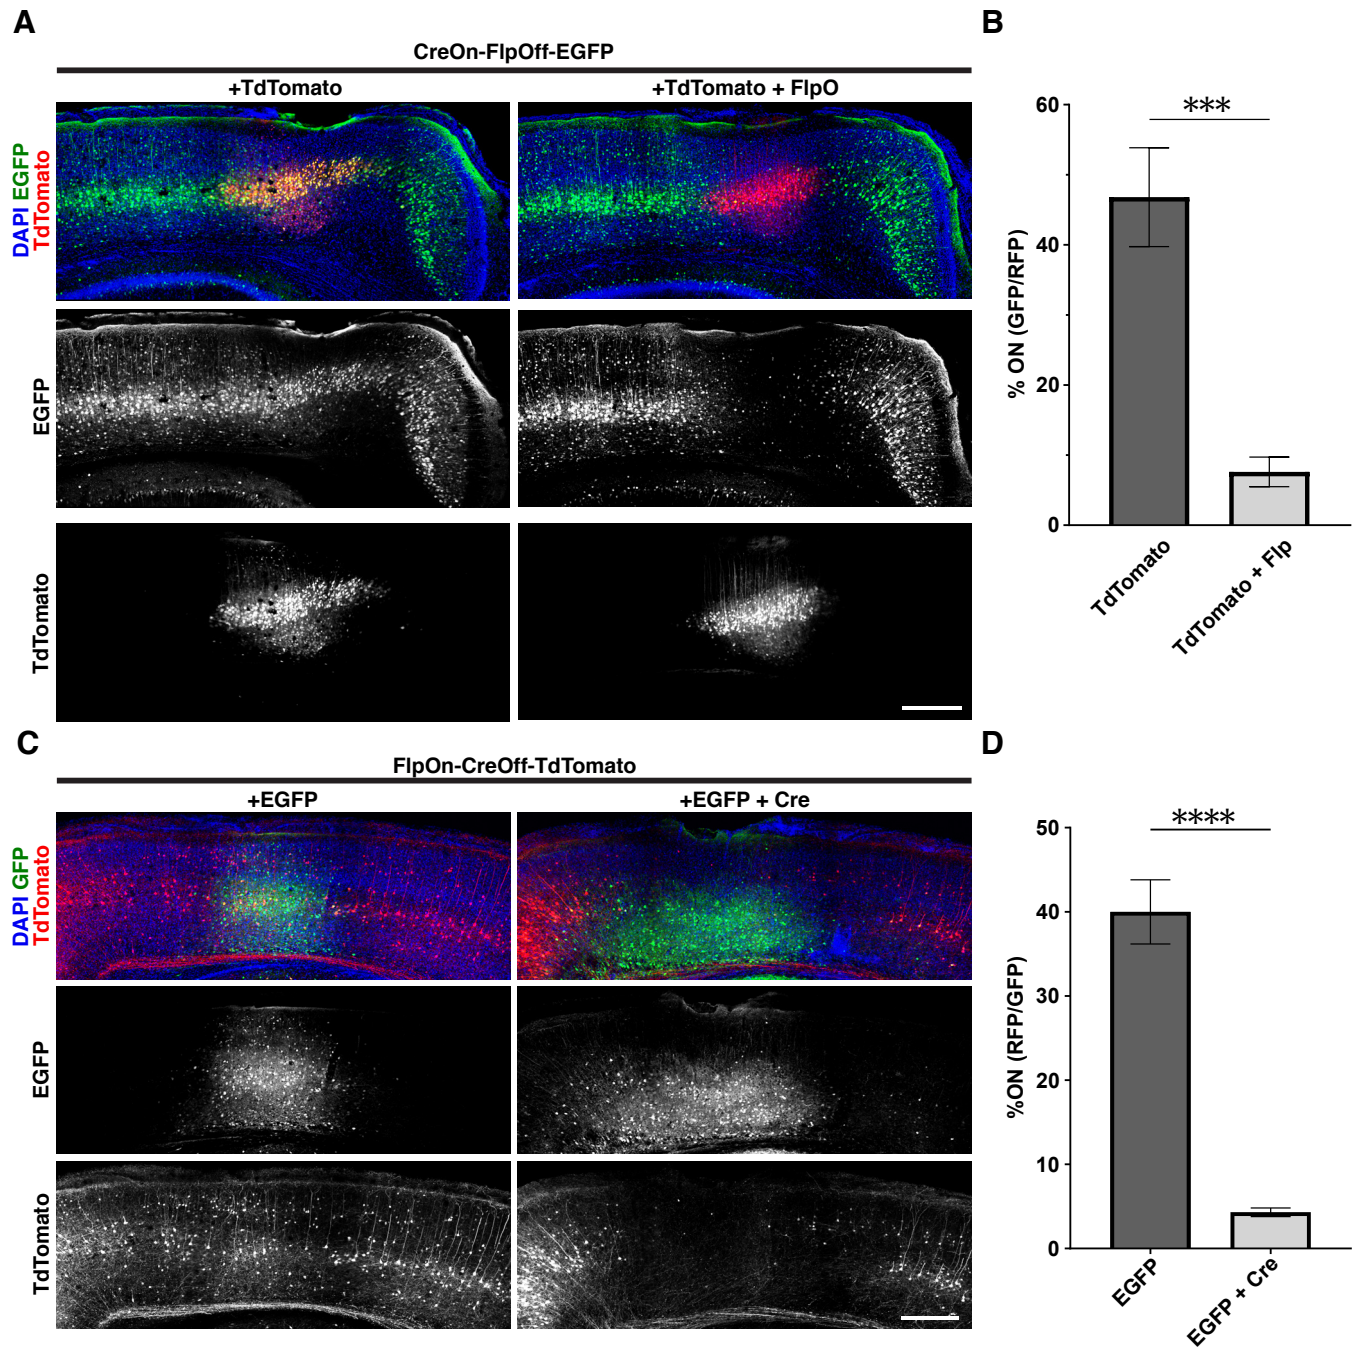 A
CreOn-FlpOff-EGFP
+TdTomato
+TdTomato + FlpO
DAPI EGFP
TdTomato
EGFP
TdTomato
B
60
40
20
0
% ON (GFP/RFP)
***
TdTomato
TdTomato + Flp
C
FlpOn-CreOff-TdTomato
+EGFP
+EGFP + Cre
DAPI GFP
TdTomato
EGFP
TdTomato
D
50
40
30
20
10
0
%ON (RFP/GFP)
****
EGFP
EGFP + Cre